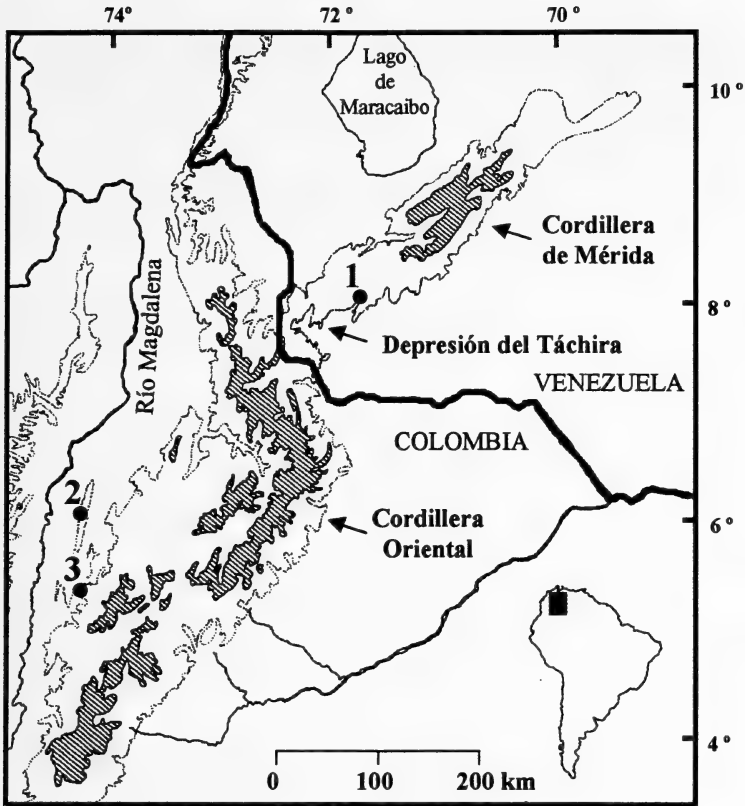 74° 72° 70°
Lago
de
Maracaibo
10°
Cordillera
de Mérida
1
8°
Depresión del Táchira
Río Magdalena
VENEZUELA
COLOMBIA
2
6°
Cordillera
Oriental
3
4°
0 100 200 km